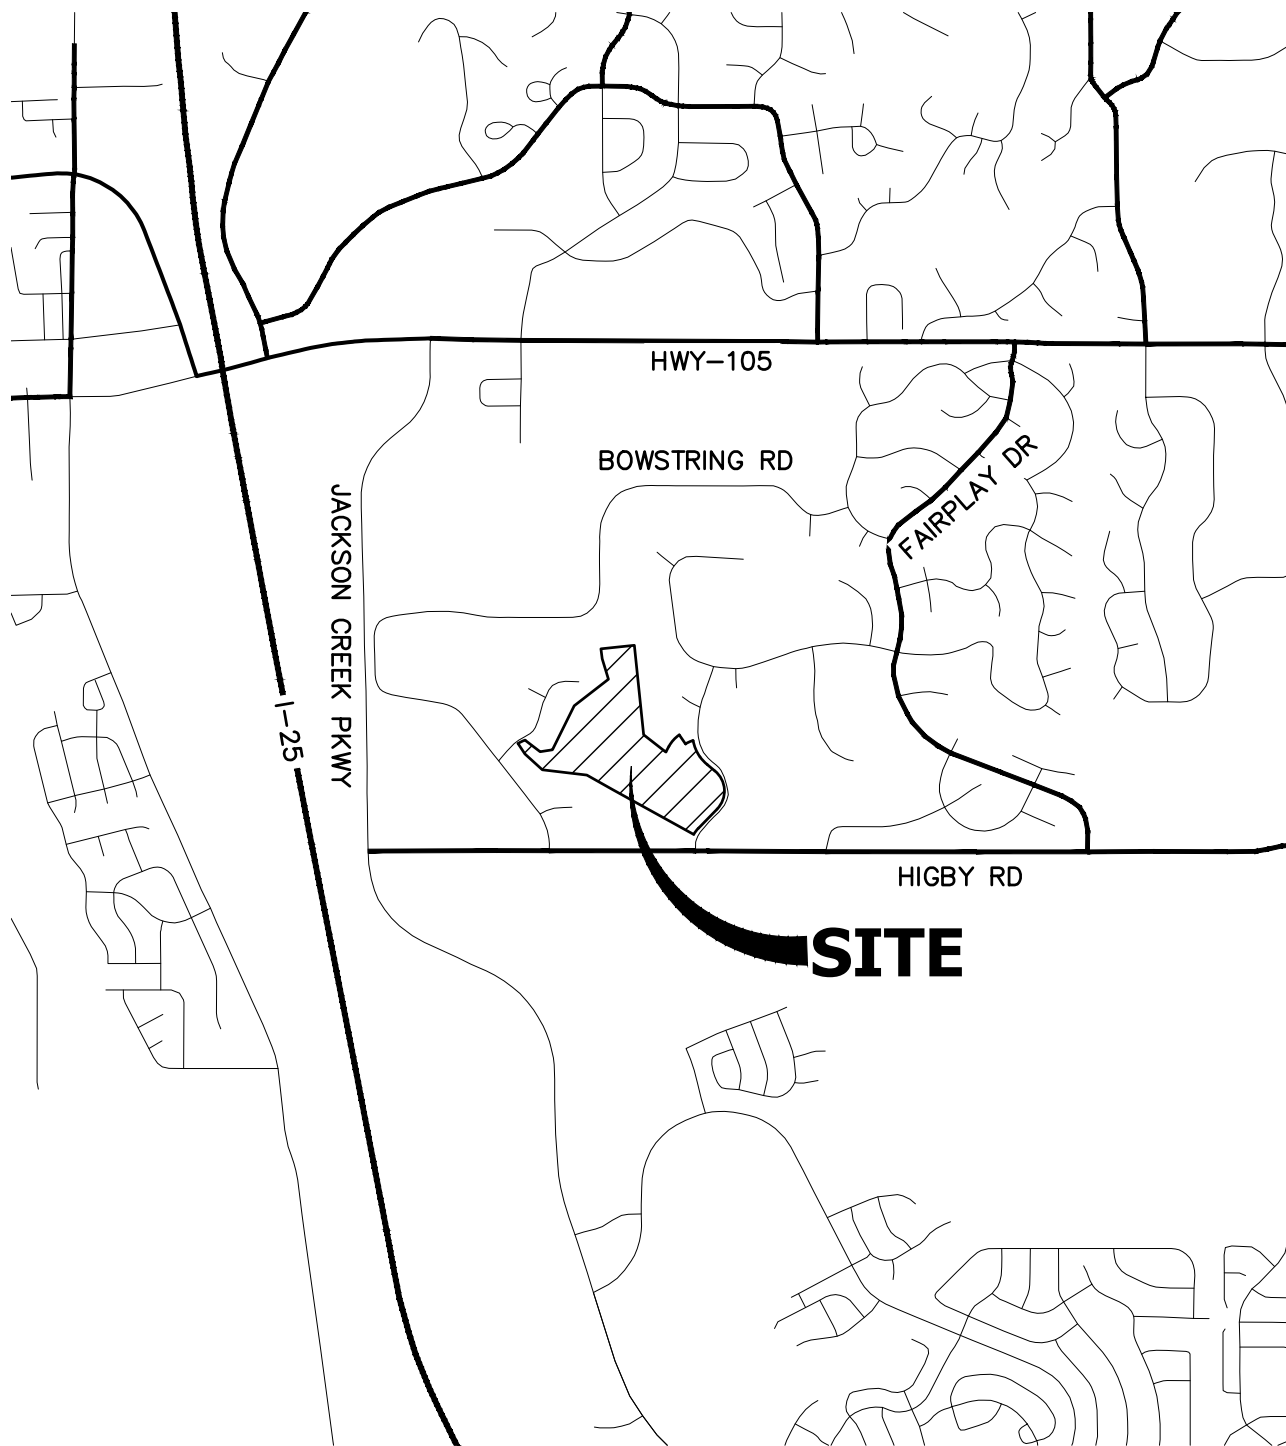 HWY-105
BOWSTRING RD
FAIRPLAY DR
JACKSON CREEK PKWY
I-25
HIGBY RD
SITE